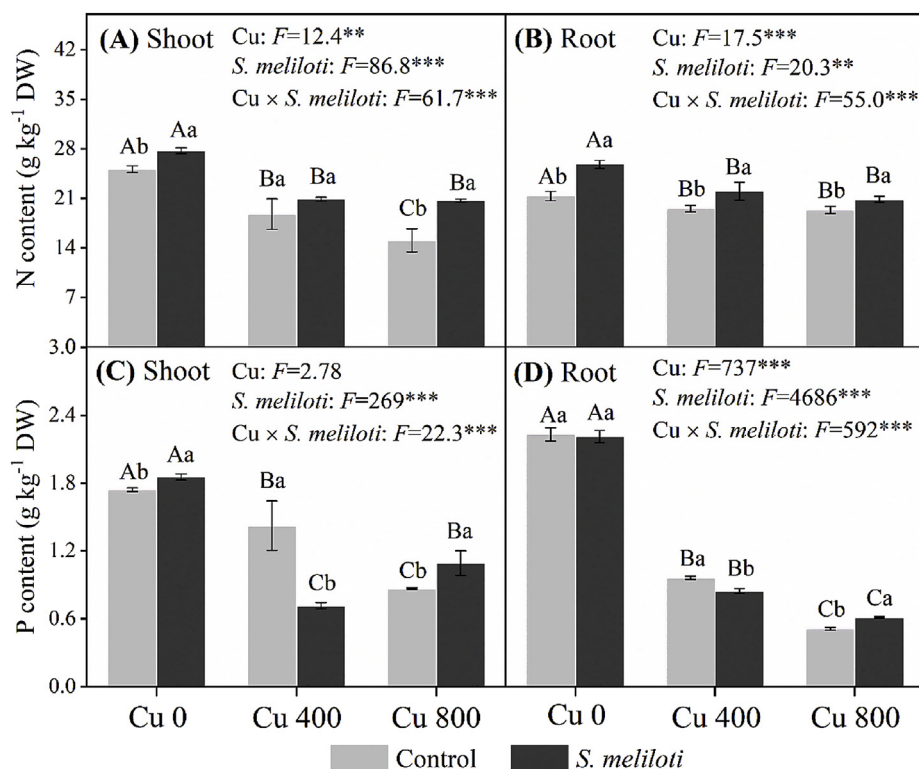 (A) Shoot
Cu: F=12.4**
S. meliloti: F=86.8***
Cu × S. meliloti: F=61.7***
(B) Root
Cu: F=17.5***
S. meliloti: F=20.3**
Cu × S. meliloti: F=55.0***
N content (g kg⁻¹ DW)
42
35
28
21
14
7
3.0
Ab Aa Ba Ba Cb Ba
Ab Aa Bb Ba Bb Ba
(C) Shoot
Cu: F=2.78
S. meliloti: F=269***
Cu × S. meliloti: F=22.3***
(D) Root
Cu: F=737***
S. meliloti: F=4686***
Cu × S. meliloti: F=592***
P content (g kg⁻¹ DW)
2.4
1.8
1.2
0.6
0.0
Ab Aa Ba Cb Cb Ba
Aa Aa Ba Bb Cb Ca
Cu 0 Cu 400 Cu 800 Cu 0 Cu 400 Cu 800
Control S. meliloti